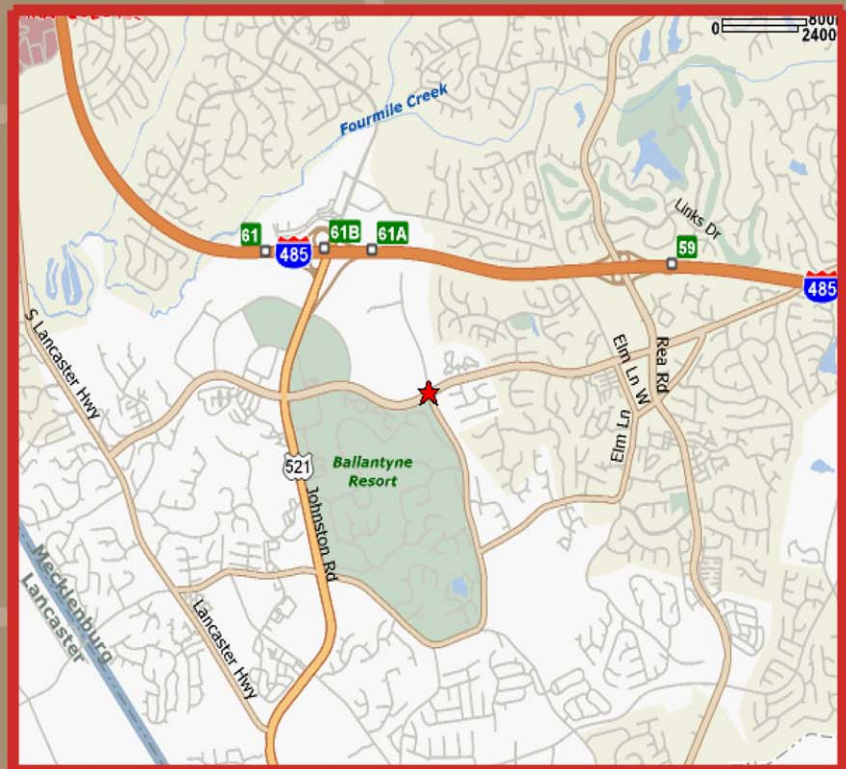 0
2400
Fourmile Creek
Links Dr
61
61B
61A
59
485
485
S Lancaster Hwy
Elm Ln W
Rea Rd
Elm Ln
Ballantyne
Resort
521
Johnston Rd
Mecklenburg
Lancaster
Lancaster Hwy